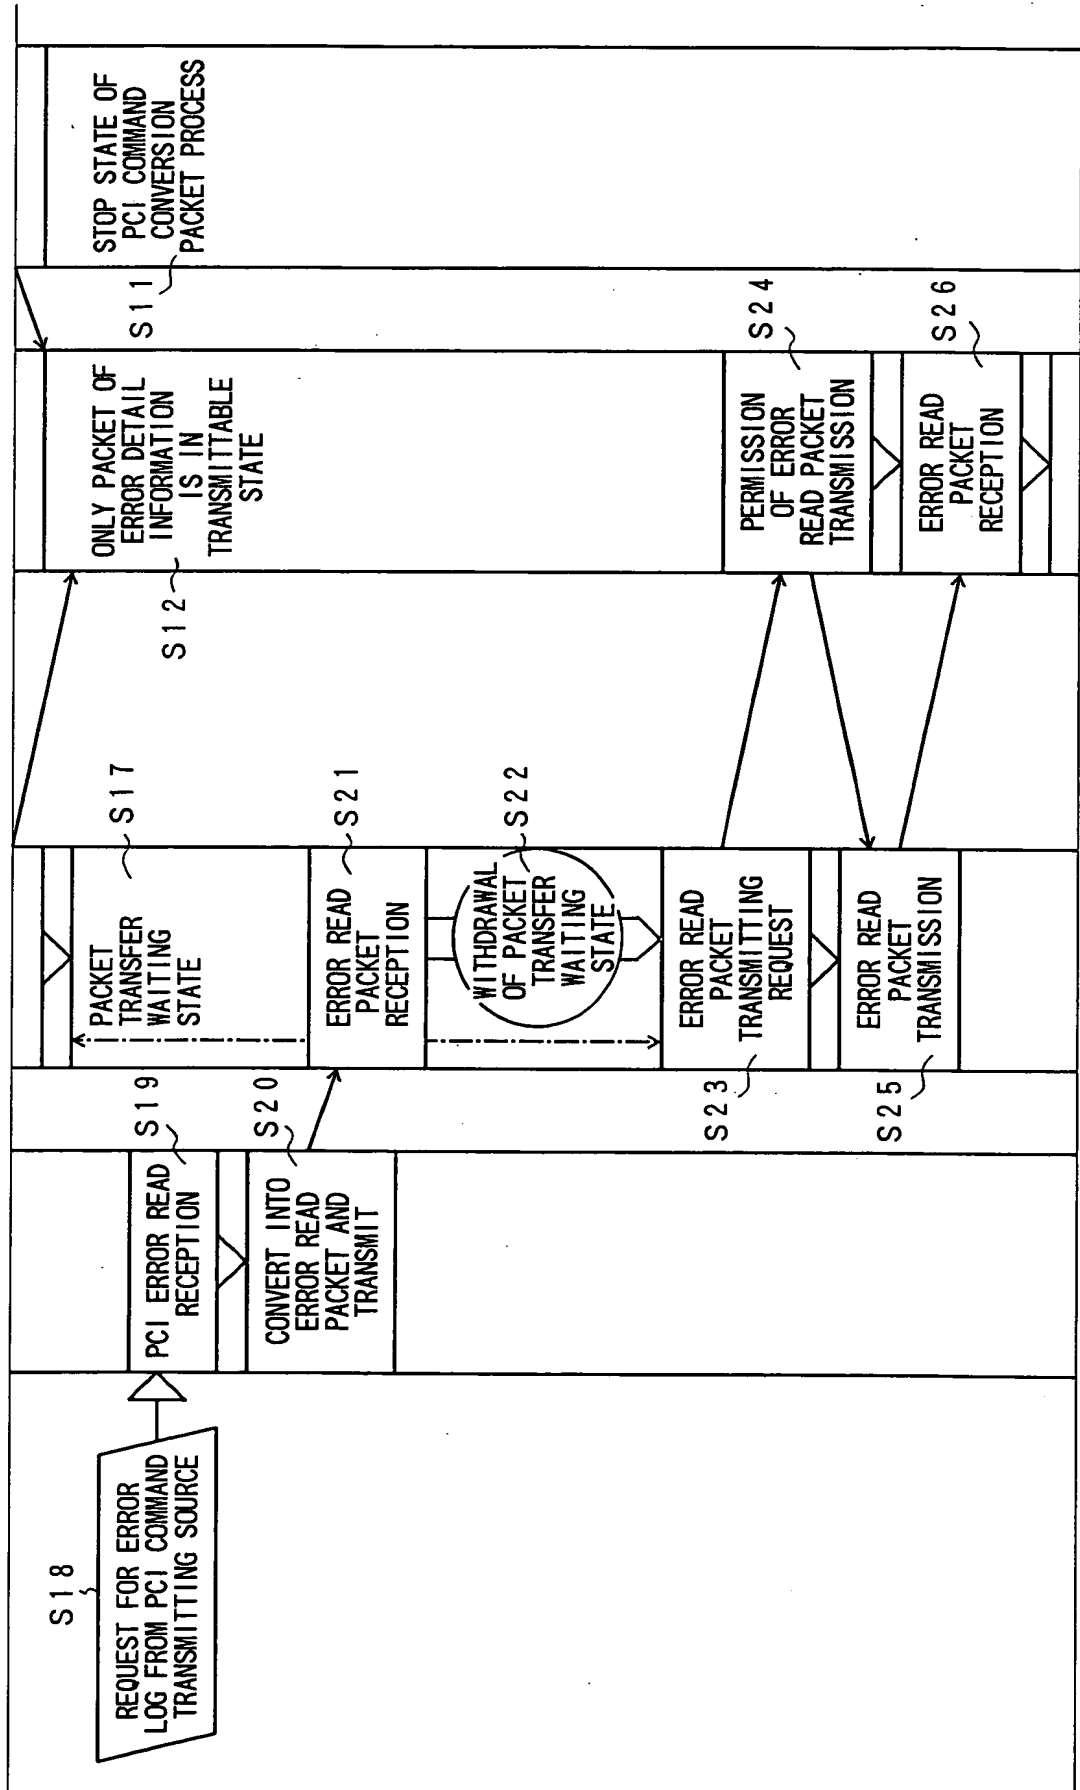 S18
REQUEST FOR ERROR
LOG FROM PCI COMMAND
TRANSMITTING SOURCE
S19
PCI ERROR READ
RECEPTION
S20
CONVERT INTO
ERROR READ
PACKET AND
TRANSMIT
S17
PACKET
TRANSFER
WAITING
STATE
S21
ERROR READ
PACKET
RECEPTION
S22
WITHDRAWAL
OF PACKET
TRANSFER
WAITING
STATE
S23
ERROR READ
PACKET
TRANSMITTING
REQUEST
S25
ERROR READ
PACKET
TRANSMISSION
S12
ONLY PACKET OF
ERROR DETAIL
INFORMATION
IS IN
TRANSMITTABLE
STATE
S24
PERMISSION
OF ERROR
READ PACKET
TRANSMISSION
S26
ERROR READ
PACKET
RECEPTION
S11
STOP STATE OF
PCI COMMAND
CONVERSION
PACKET PROCESS